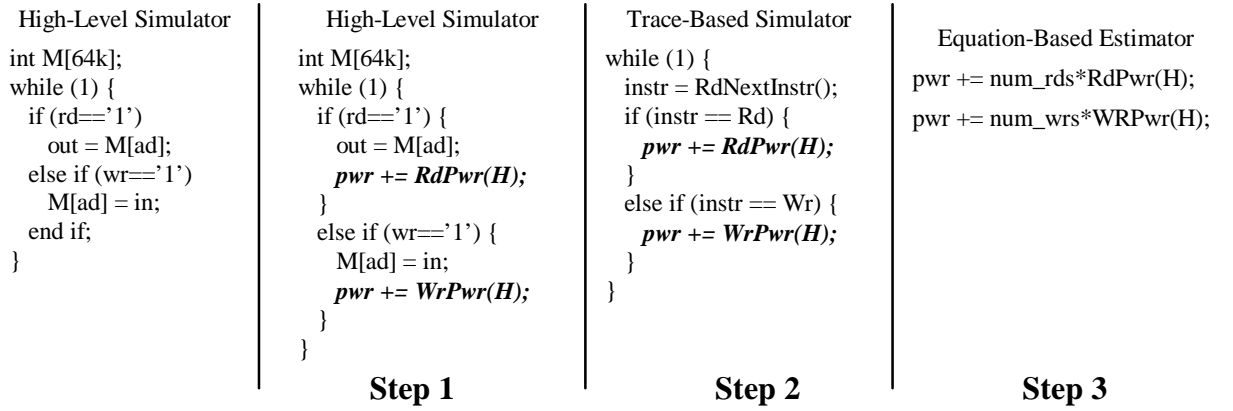 High-Level Simulator
int M[64k];
while (1) {
if (rd==’1’)
out = M[ad];
else if (wr==’1’)
M[ad] = in;
end if;
}
High-Level Simulator
int M[64k];
while (1) {
if (rd==’1’) {
out = M[ad];
pwr += RdPwr(H);
}
else if (wr==’1’) {
M[ad] = in;
pwr += WrPwr(H);
}
}
Step 1
Trace-Based Simulator
while (1) {
instr = RdNextInstr();
if (instr == Rd) {
pwr += RdPwr(H);
}
else if (instr == Wr) {
pwr += WrPwr(H);
}
}
Step 2
Equation-Based Estimator
pwr += num_rds*RdPwr(H);
pwr += num_wrs*WRPwr(H);
Step 3